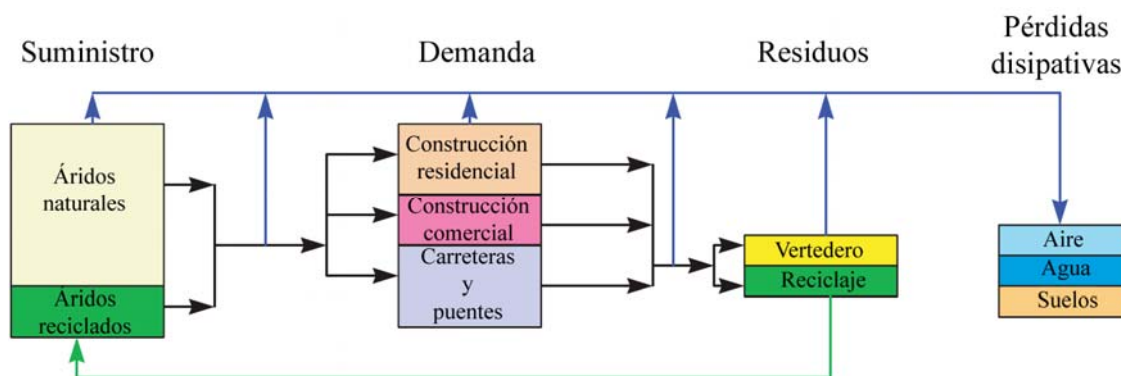 Suministro
Demanda
Residuos
Pérdidas
disipativas
Áridos
naturales
Áridos
reciclados
Construcción
residencial
Construcción
comercial
Carreteras
y
puentes
Vertedero
Reciclaje
Aire
Agua
Suelos